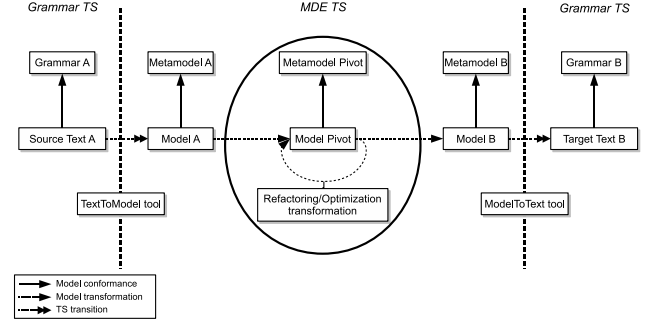 Grammar TS
MDE TS
Grammar TS
Grammar A
Metamodel A
Metamodel Pivot
Metamodel B
Grammar B
Source Text A
Model A
Model Pivot
Model B
Target Text B
TextToModel tool
Refactoring/Optimization
transformation
ModelToText tool
Model conformance
Model transformation
TS transition